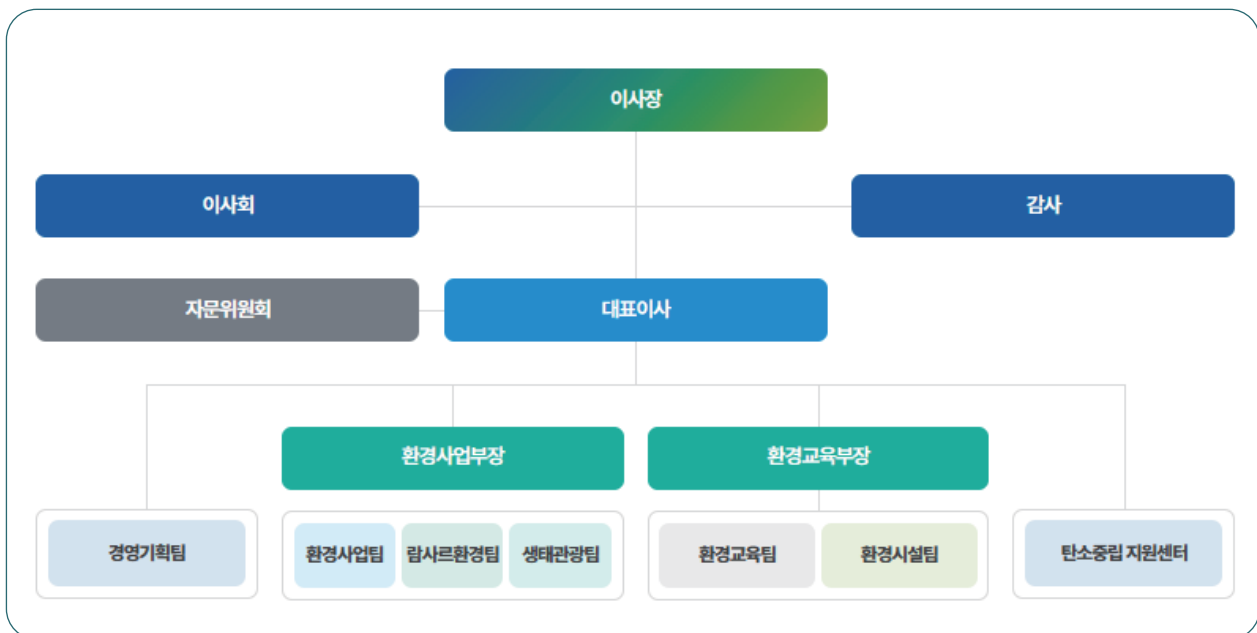 이사장
이사회
감사
자문위원회
대표이사
환경사업부장
환경교육부장
경영기획팀
환경사업팀
람사르환경팀
생태관광팀
환경교육팀
환경시설팀
탄소중립 지원센터